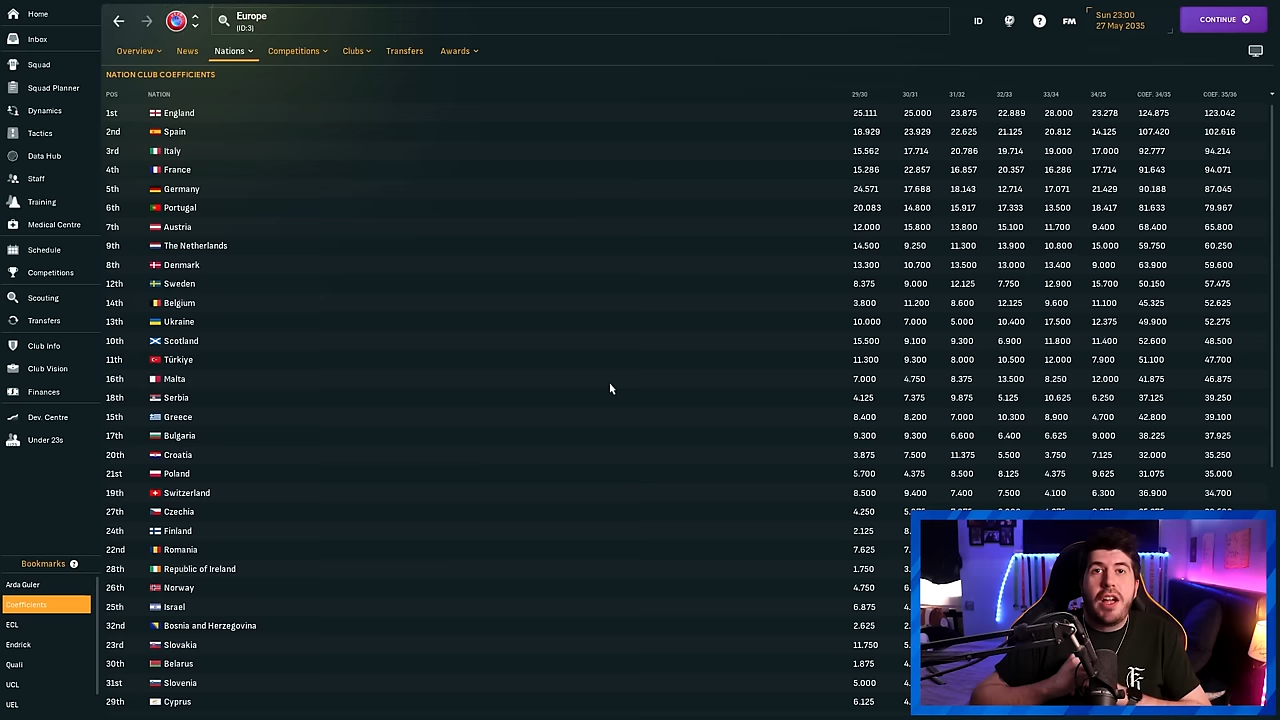 Home
Inbox
Squad
Squad Planner
Dynamics
Tactics
Data Hub
Staff
Training
Medical Centre
Schedule
Competitions
Scouting
Transfers
Club Info
Club Vision
Finances
Dev. Centre
Under 23s
Bookmarks ?
Arda Guler
Coefficients
ECL
Endrick
Quali
UCL
UEL
Europe
(ID:3)
ID ? FM
Sun 23:00
27 May 2035
CONTINUE
Overview News Nations Competitions Clubs Transfers Awards
NATION CLUB COEFFICIENTS
POS NATION 29/30 30/31 31/32 32/33 33/34 34/35 COEF. 34/35 COEF. 35/36
1st England 25.111 25.000 23.875 22.889 28.000 23.278 124.875 123.042
2nd Spain .929 23.929 22.625 21.125 20.812 14.125 107.420 102.616
3rd Italy 15.562 17.714 20.786 19.714 19.000 17.000 92.777 94.214
4th France 15.286 22.857 16.857 20.357 16.286 17.714 91.643 94.071
5th Germany 24.571 17.688 18.143 12.714 17.071 21.429 90.188 87.045
6th Portugal 20.083 14.800 15.917 17.333 13.500 18.417 81.633 79.967
7th Austria 12.000 15.800 13.800 15.100 11.700 9.400 68.400 65.800
9th The Netherlands 14.500 9.250 11.300 13.900 10.800 15.000 59.750 60.250
8th Denmark 13.300 10.700 13.500 13.000 13.400 9.000 63.900 59.600
12th Sweden 8.375 9.000 12.125 7.750 12.900 15.700 50.150 57.475
14th Belgium 3.800 11.200 8.600 12.125 9.600 11.100 45.325 52.625
13th Ukraine 10.000 7.000 5.000 10.400 17.500 12.375 49.900 52.275
10th Scotland 15.500 9.100 9.300 6.900 11.800 11.400 52.600 48.500
11th Türkiye 11.300 9.300 8.000 10.500 12.000 7.900 51.100 47.700
16th Malta 7.000 4.750 8.375 13.500 8.250 12.000 41.875 46.875
18th Serbia 4.125 7.375 9.875 5.125 10.625 6.250 37.125 39.250
15th Greece 8.400 8.200 7.000 10.300 8.900 4.700 42.800 39.100
17th Bulgaria 9.300 9.300 6.600 6.400 6.625 9.000 38.225 37.925
20th Croatia 3.875 7.500 11.375 5.500 3.750 7.125 32.000 35.250
21st Poland 5.700 4.375 8.500 8.125 4.375 9.625 31.075 35.000
19th Switzerland 8.500 9.400 7.400 7.500 4.100 6.300 36.900 34.700
27th Czechia 4.250
24th Finland 2.125 8.
22nd Romania 7.625 7.
28th Republic of Ireland 1.750 3.
26th Norway 4.750 6.
25th Israel 6.875 4.
32nd Bosnia and Herzegovina 2.625 2.
23rd Slovakia 11.750 4.
30th Belarus 1.875 4.
31st Slovenia 5.000 4.
29th Cyprus 6.125 4.